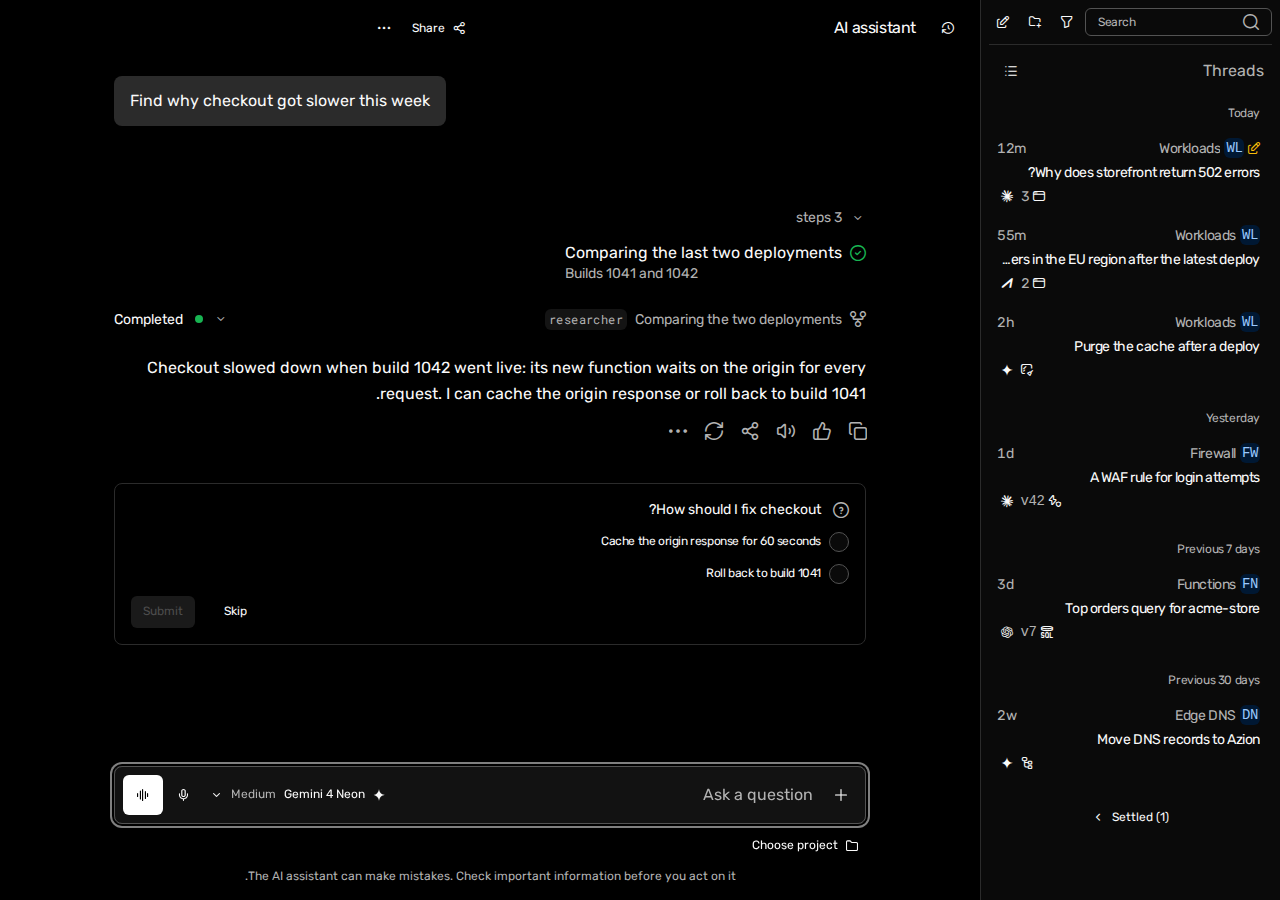 Search
Threads
Today
Workloads WL 12m
?Why does storefront return 502 errors
3
Workloads WL 55m
…ers in the EU region after the latest deploy
2
Workloads WL 2h
Purge the cache after a deploy
Yesterday
Firewall FW 1d
A WAF rule for login attempts
v42
Previous 7 days
Functions FN 3d
Top orders query for acme-store
v7
Previous 30 days
Edge DNS DN 2w
Move DNS records to Azion
Settled (1)
AI assistant
Share
Find why checkout got slower this week
steps 3
Comparing the last two deployments
Builds 1041 and 1042
Comparing the two deployments researcher
Completed
Checkout slowed down when build 1042 went live: its new function waits on the origin for every
.request. I can cache the origin response or roll back to build 1041
?How should I fix checkout
Cache the origin response for 60 seconds
Roll back to build 1041
Skip
Submit
Ask a question
Gemini 4 Neon Medium
Choose project
.The AI assistant can make mistakes. Check important information before you act on it